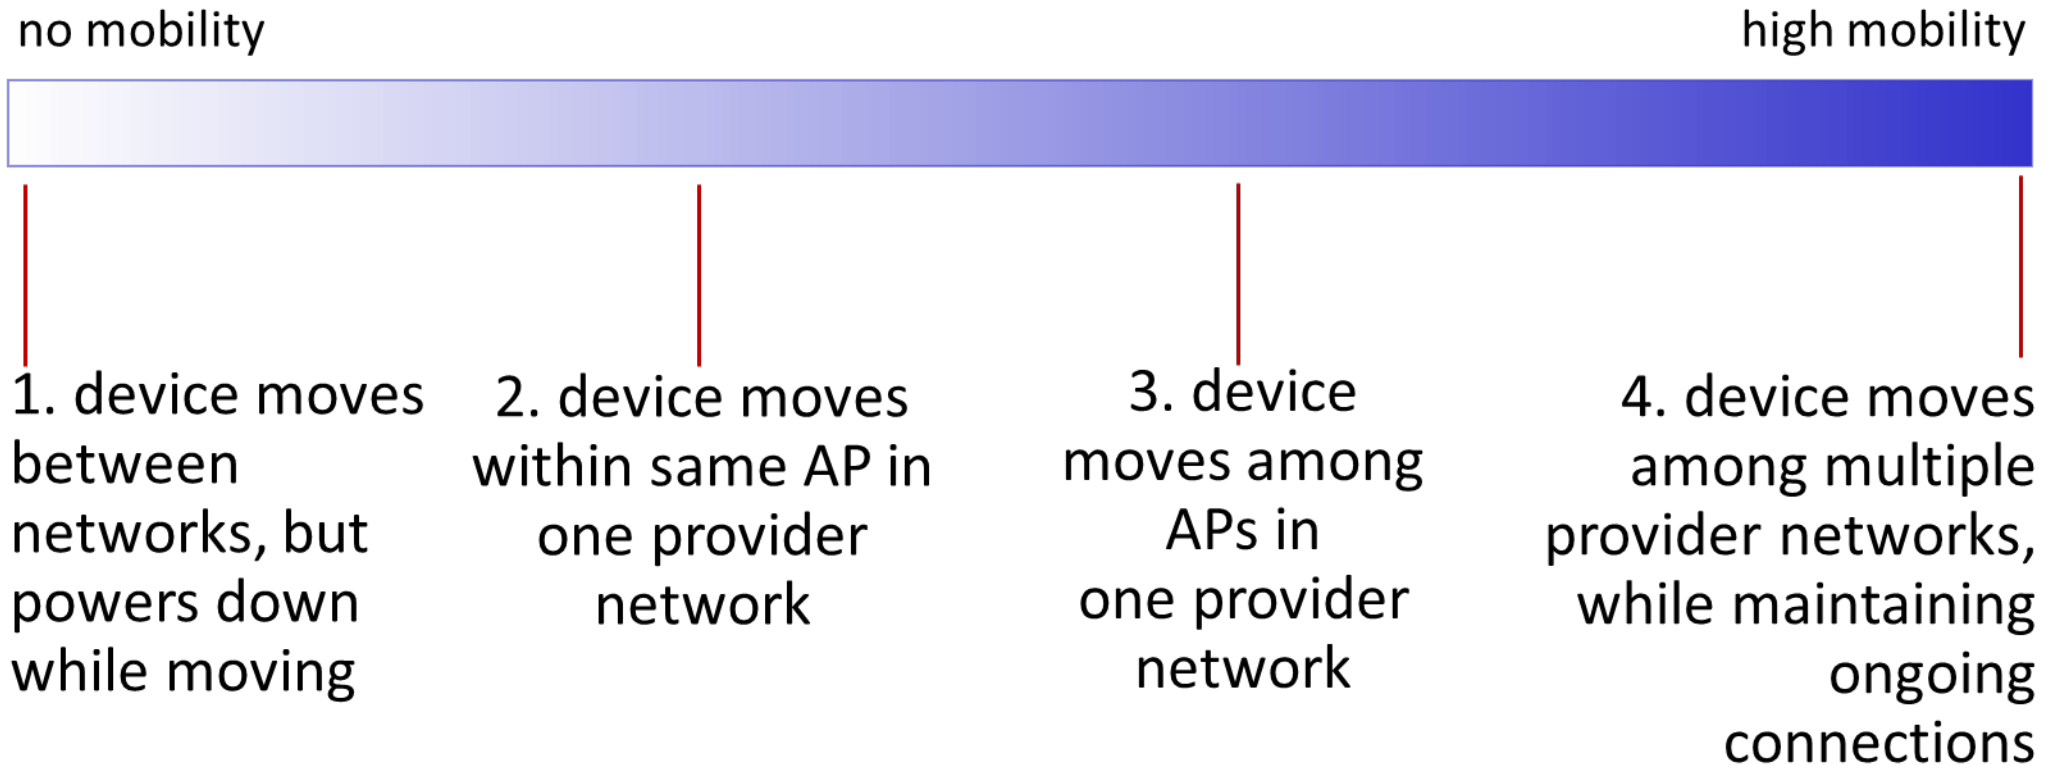 no mobility
high mobility
1. device moves
between
networks, but
powers down
while moving
2. device moves
within same AP in
one provider
network
3. device
moves among
APs in
one provider
network
4. device moves
among multiple
provider networks,
while maintaining
ongoing
connections